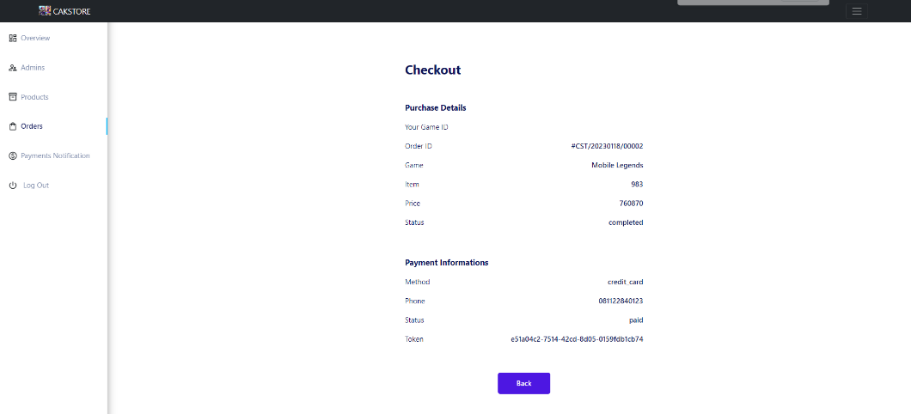 CAKSTORE
Overview
Admins
Products
Orders
Payments Notification
Log Out
Checkout
Purchase Details
Your Game ID
Order ID #CST/20230118/00002
Game Mobile Legends
Item 983
Price 760870
Status completed
Payment Informations
Method credit_card
Phone 081122840123
Status paid
Token e51a04c2-7514-42cd-8d05-0159fdb1cb74
Back